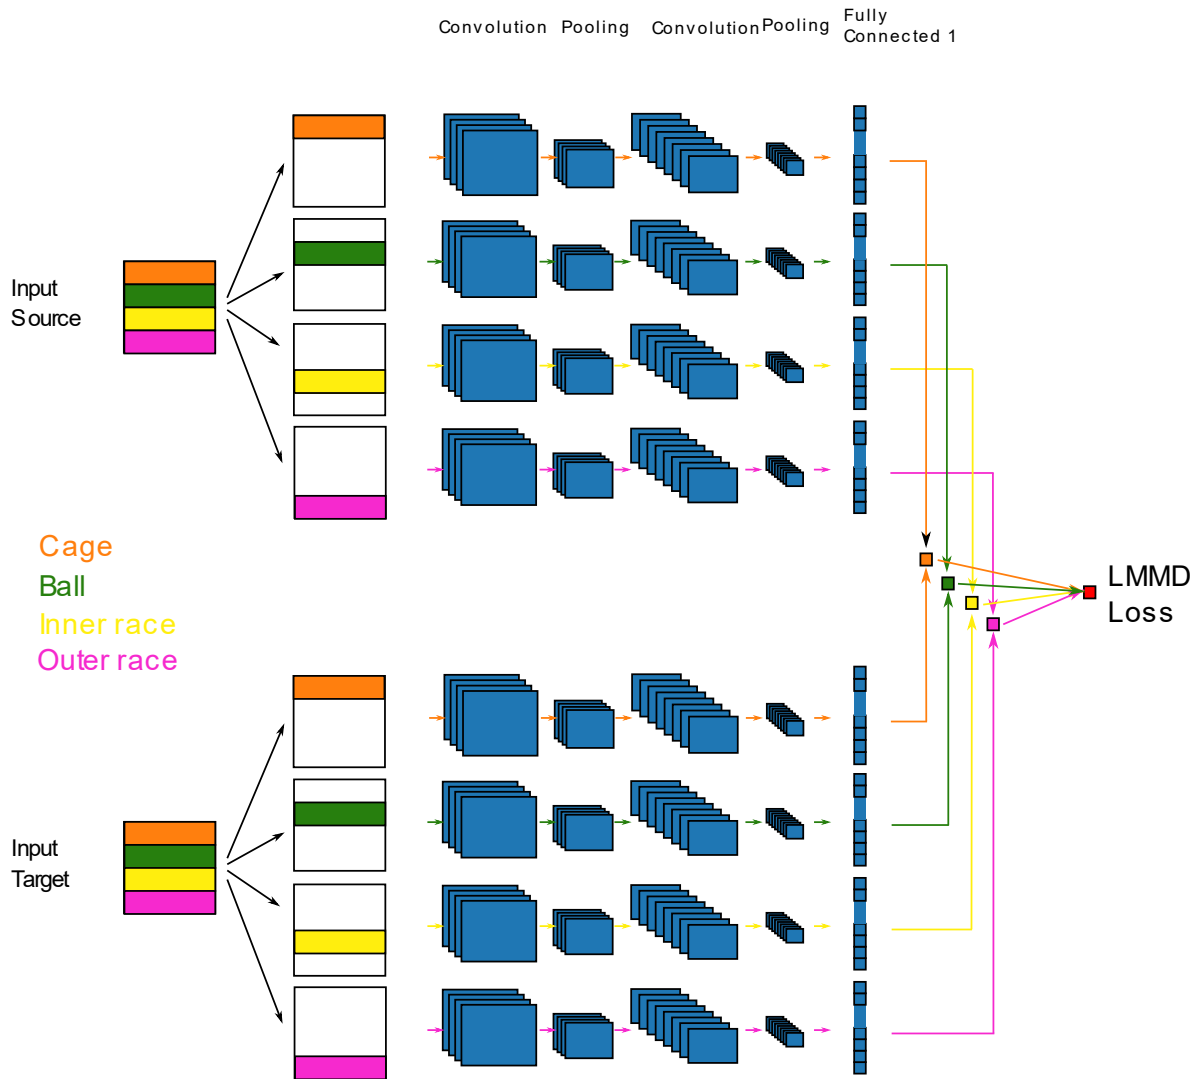 Convolution
Pooling
Convolution
Pooling
Fully
Connected 1
Input
Source
Cage
Ball
Inner race
Outer race
LMMD
Loss
Input
Target